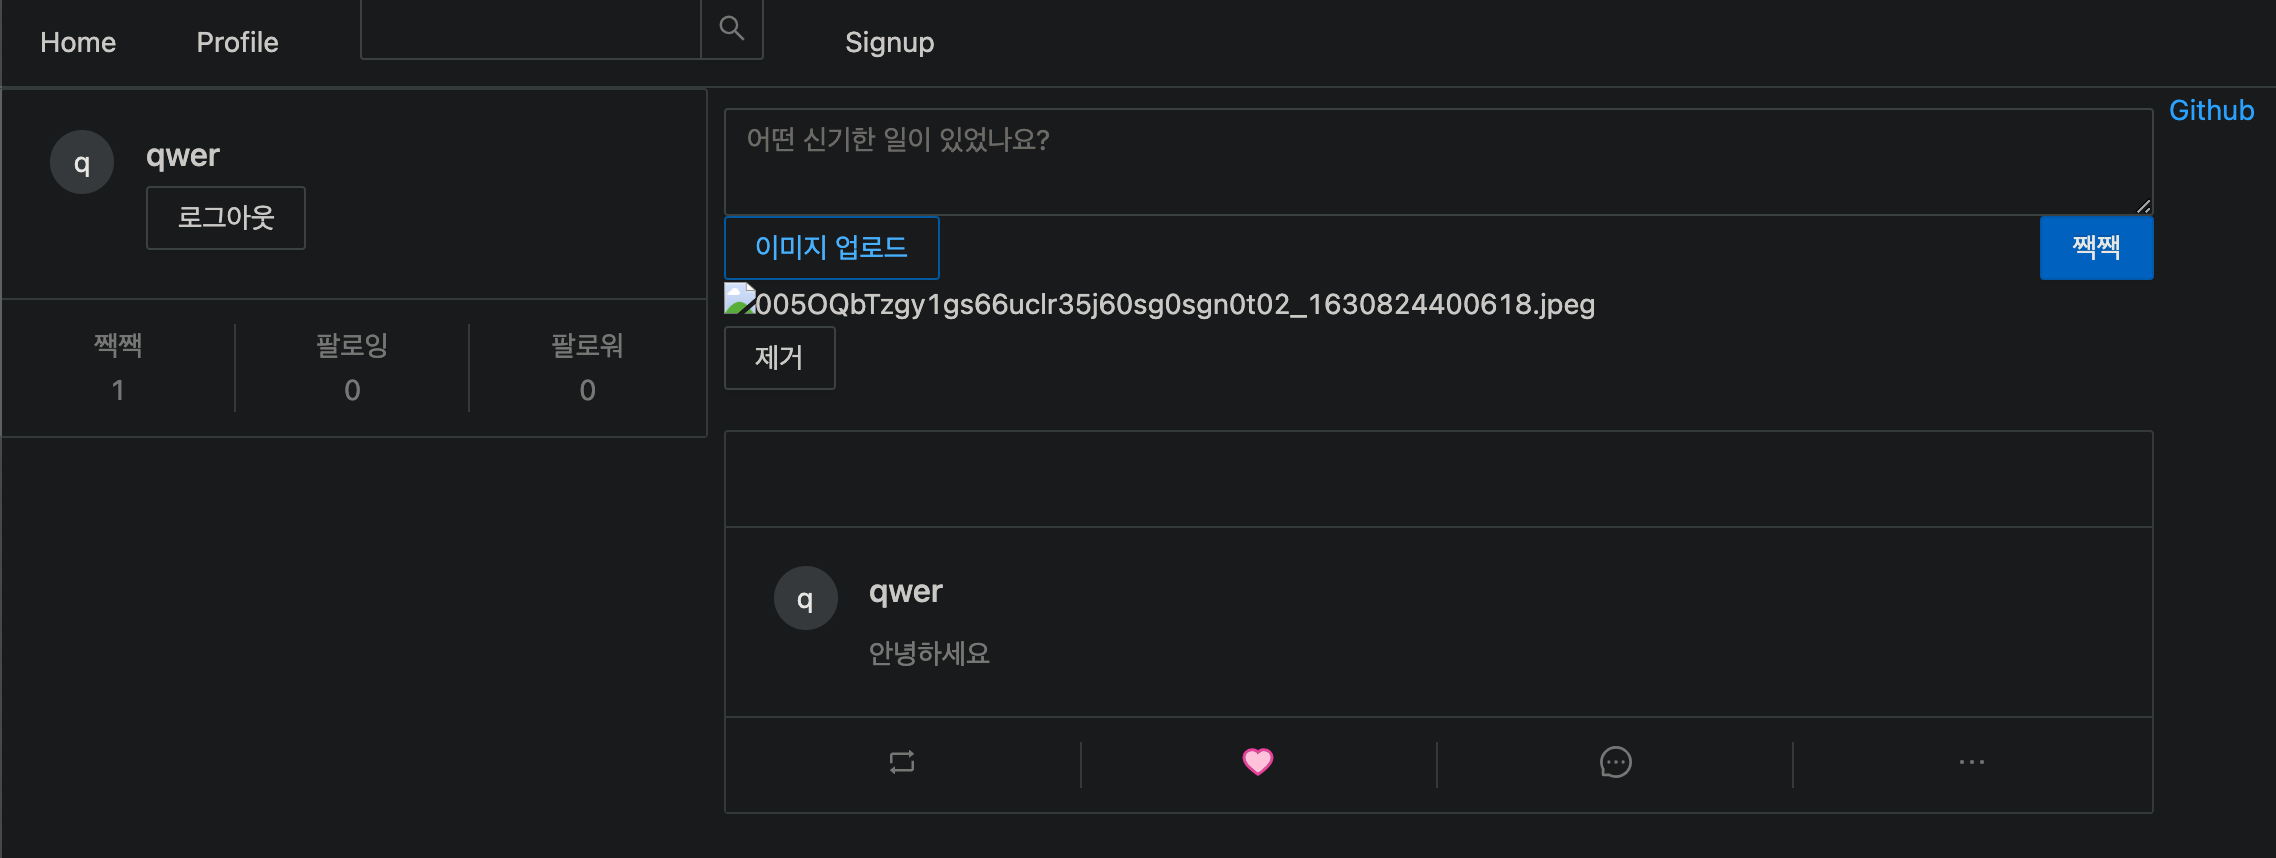 Home Profile Signup
Github
q qwer
로그아웃
짹짹 팔로잉 팔로워
1 0 0
어떤 신기한 일이 있었나요?
이미지 업로드 짹짹
005OQbTzgy1gs66uclr35j60sg0sgn0t02_1630824400618.jpeg
제거
q qwer
안녕하세요